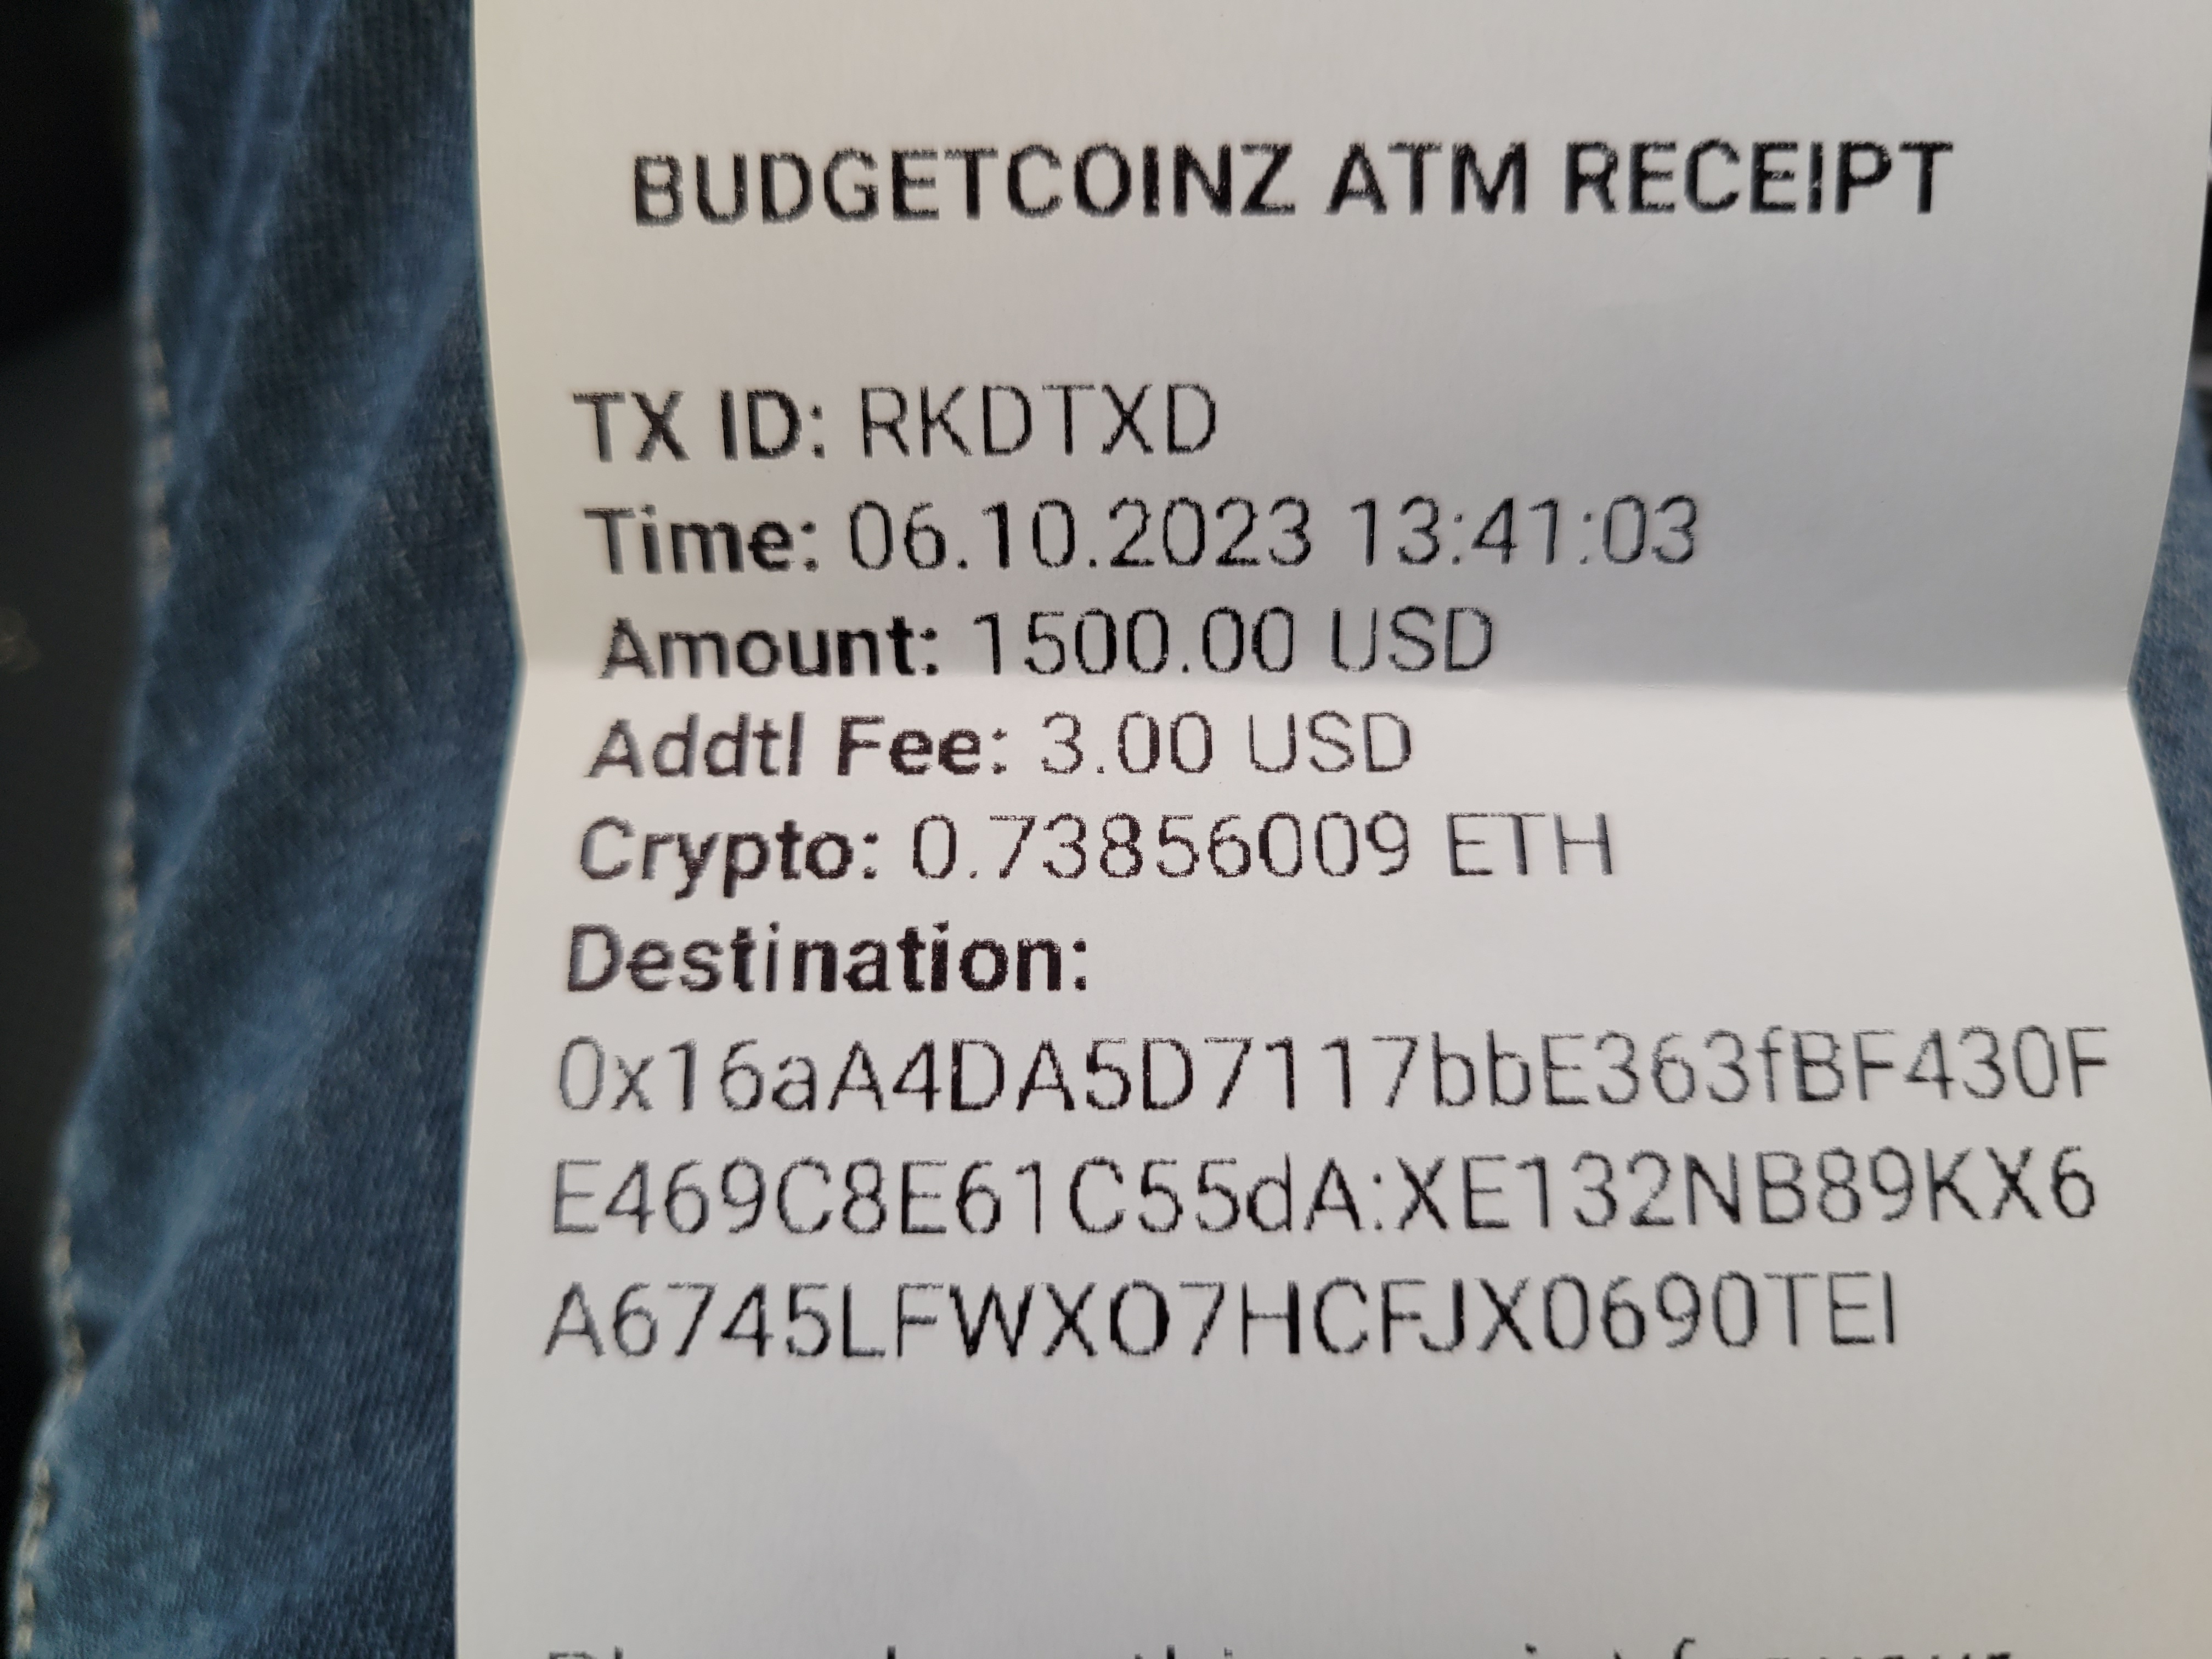 BUDGETCOINZ ATM RECEIPT
TX ID: RKDTXD
Time: 06.10.2023 13:41:03
Amount: 1500.00 USD
Addtl Fee: 3.00 USD
Crypto: 0.73856009 ETH
Destination:
0x16aA4DA5D7117bbE363fBF430F
E469C8E61C55dA:XE132NB89KX6
A6745LFWXO7HCFJX0690TEI